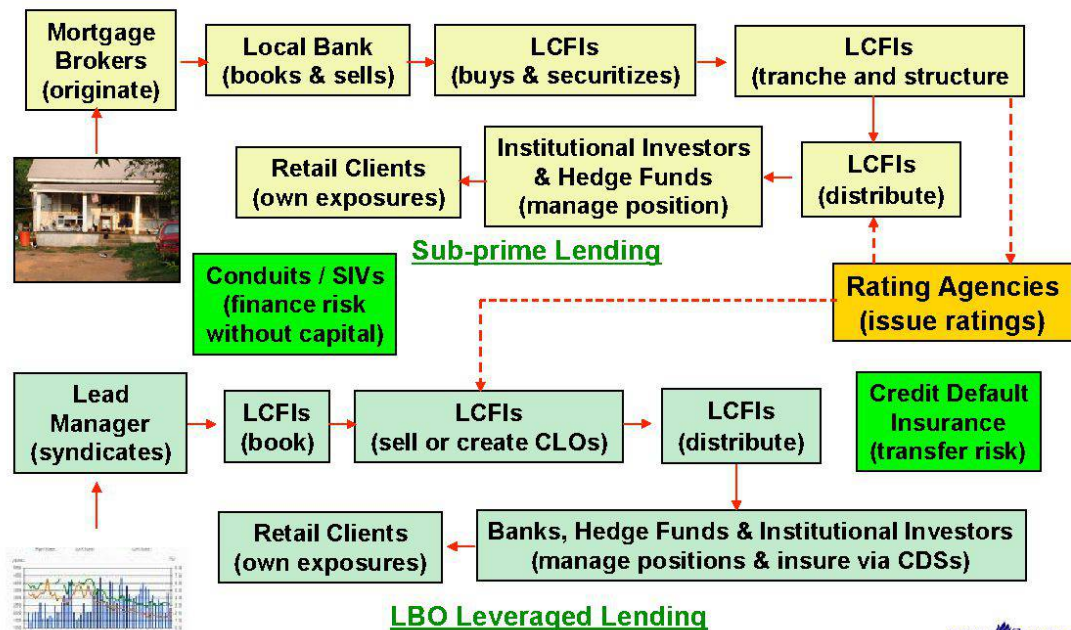 Mortgage
Brokers
(originate)
Local Bank
(books & sells)
LCFIs
(buys & securitizes)
LCFIs
(tranche and structure
Retail Clients
(own exposures)
Institutional Investors
& Hedge Funds
(manage position)
LCFIs
(distribute)
Sub-prime Lending
Conduits / SIVs
(finance risk
without capital)
Rating Agencies
(issue ratings)
Lead
Manager
(syndicates)
LCFIs
(book)
LCFIs
(sell or create CLOs)
LCFIs
(distribute)
Credit Default
Insurance
(transfer risk)
Retail Clients
(own exposures)
Banks, Hedge Funds & Institutional Investors
(manage positions & insure via CDSs)
LBO Leveraged Lending